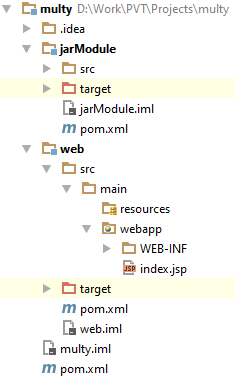 multy D:\Work\PVT\Projects\multy
.idea
jarModule
src
target
jarModule.iml
pom.xml
web
src
main
resources
webapp
WEB-INF
JSP index.jsp
target
m pom.xml
web.iml
multy.iml
m pom.xml